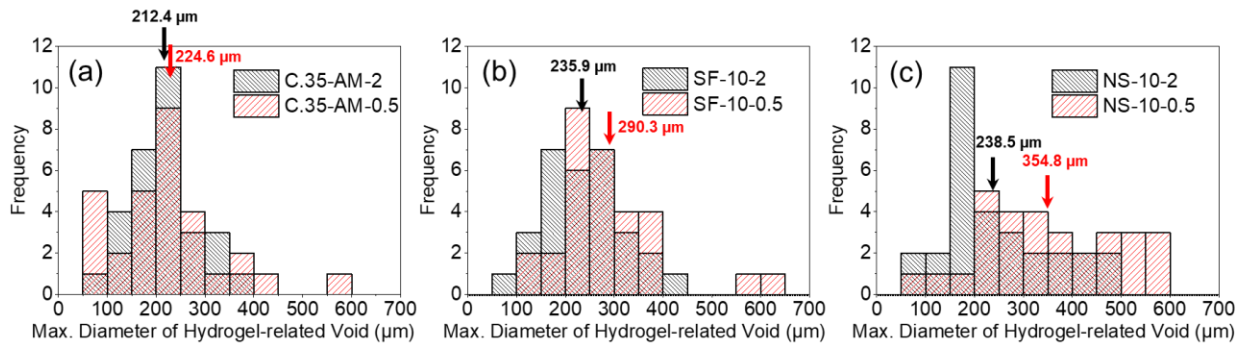 212.4 µm
224.6 µm
(a)
C.35-AM-2
C.35-AM-0.5
Frequency
12
10
8
6
4
2
0
0 100 200 300 400 500 600 700
Max. Diameter of Hydrogel-related Void (µm)
235.9 µm
290.3 µm
(b)
SF-10-2
SF-10-0.5
Frequency
12
10
8
6
4
2
0
0 100 200 300 400 500 600 700
Max. Diameter of Hydrogel-related Void (µm)
238.5 µm
354.8 µm
(c)
NS-10-2
NS-10-0.5
Frequency
12
10
8
6
4
2
0
0 100 200 300 400 500 600 700
Max. Diameter of Hydrogel-related Void (µm)